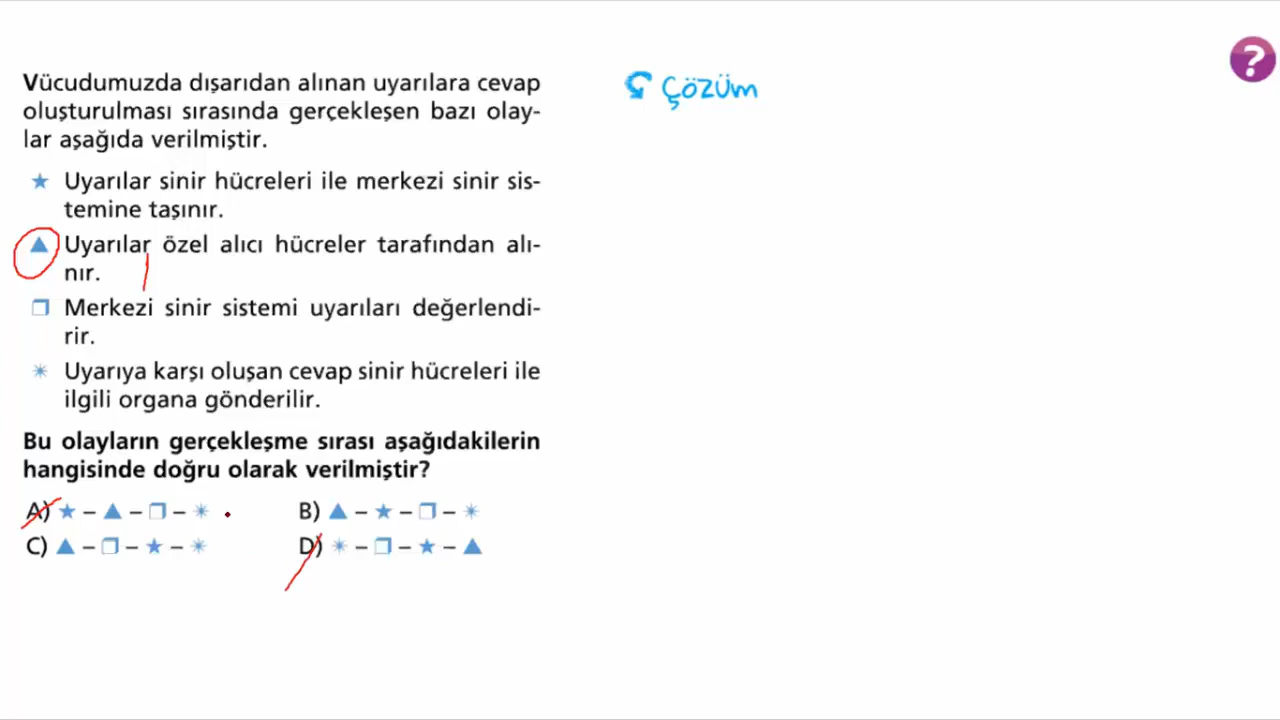 Vücudumuzda dışarıdan alınan uyarılara cevap
oluşturulması sırasında gerçekleşen bazı olay-
lar aşağıda verilmiştir.
★ Uyarılar sinir hücreleri ile merkezi sinir sis-
temine taşınır.
▲ Uyarılar özel alıcı hücreler tarafından alı-
nır.
❒ Merkezi sinir sistemi uyarıları değerlendi-
rir.
✴ Uyarıya karşı oluşan cevap sinir hücreleri ile
ilgili organa gönderilir.
Bu olayların gerçekleşme sırası aşağıdakilerin
hangisinde doğru olarak verilmiştir?
A) ★ – ▲ – ❒ – ✴
B) ▲ – ★ – ❒ – ✴
C) ▲ – ❒ – ★ – ✴
D) ✴ – ❒ – ★ – ▲
Çözüm
?